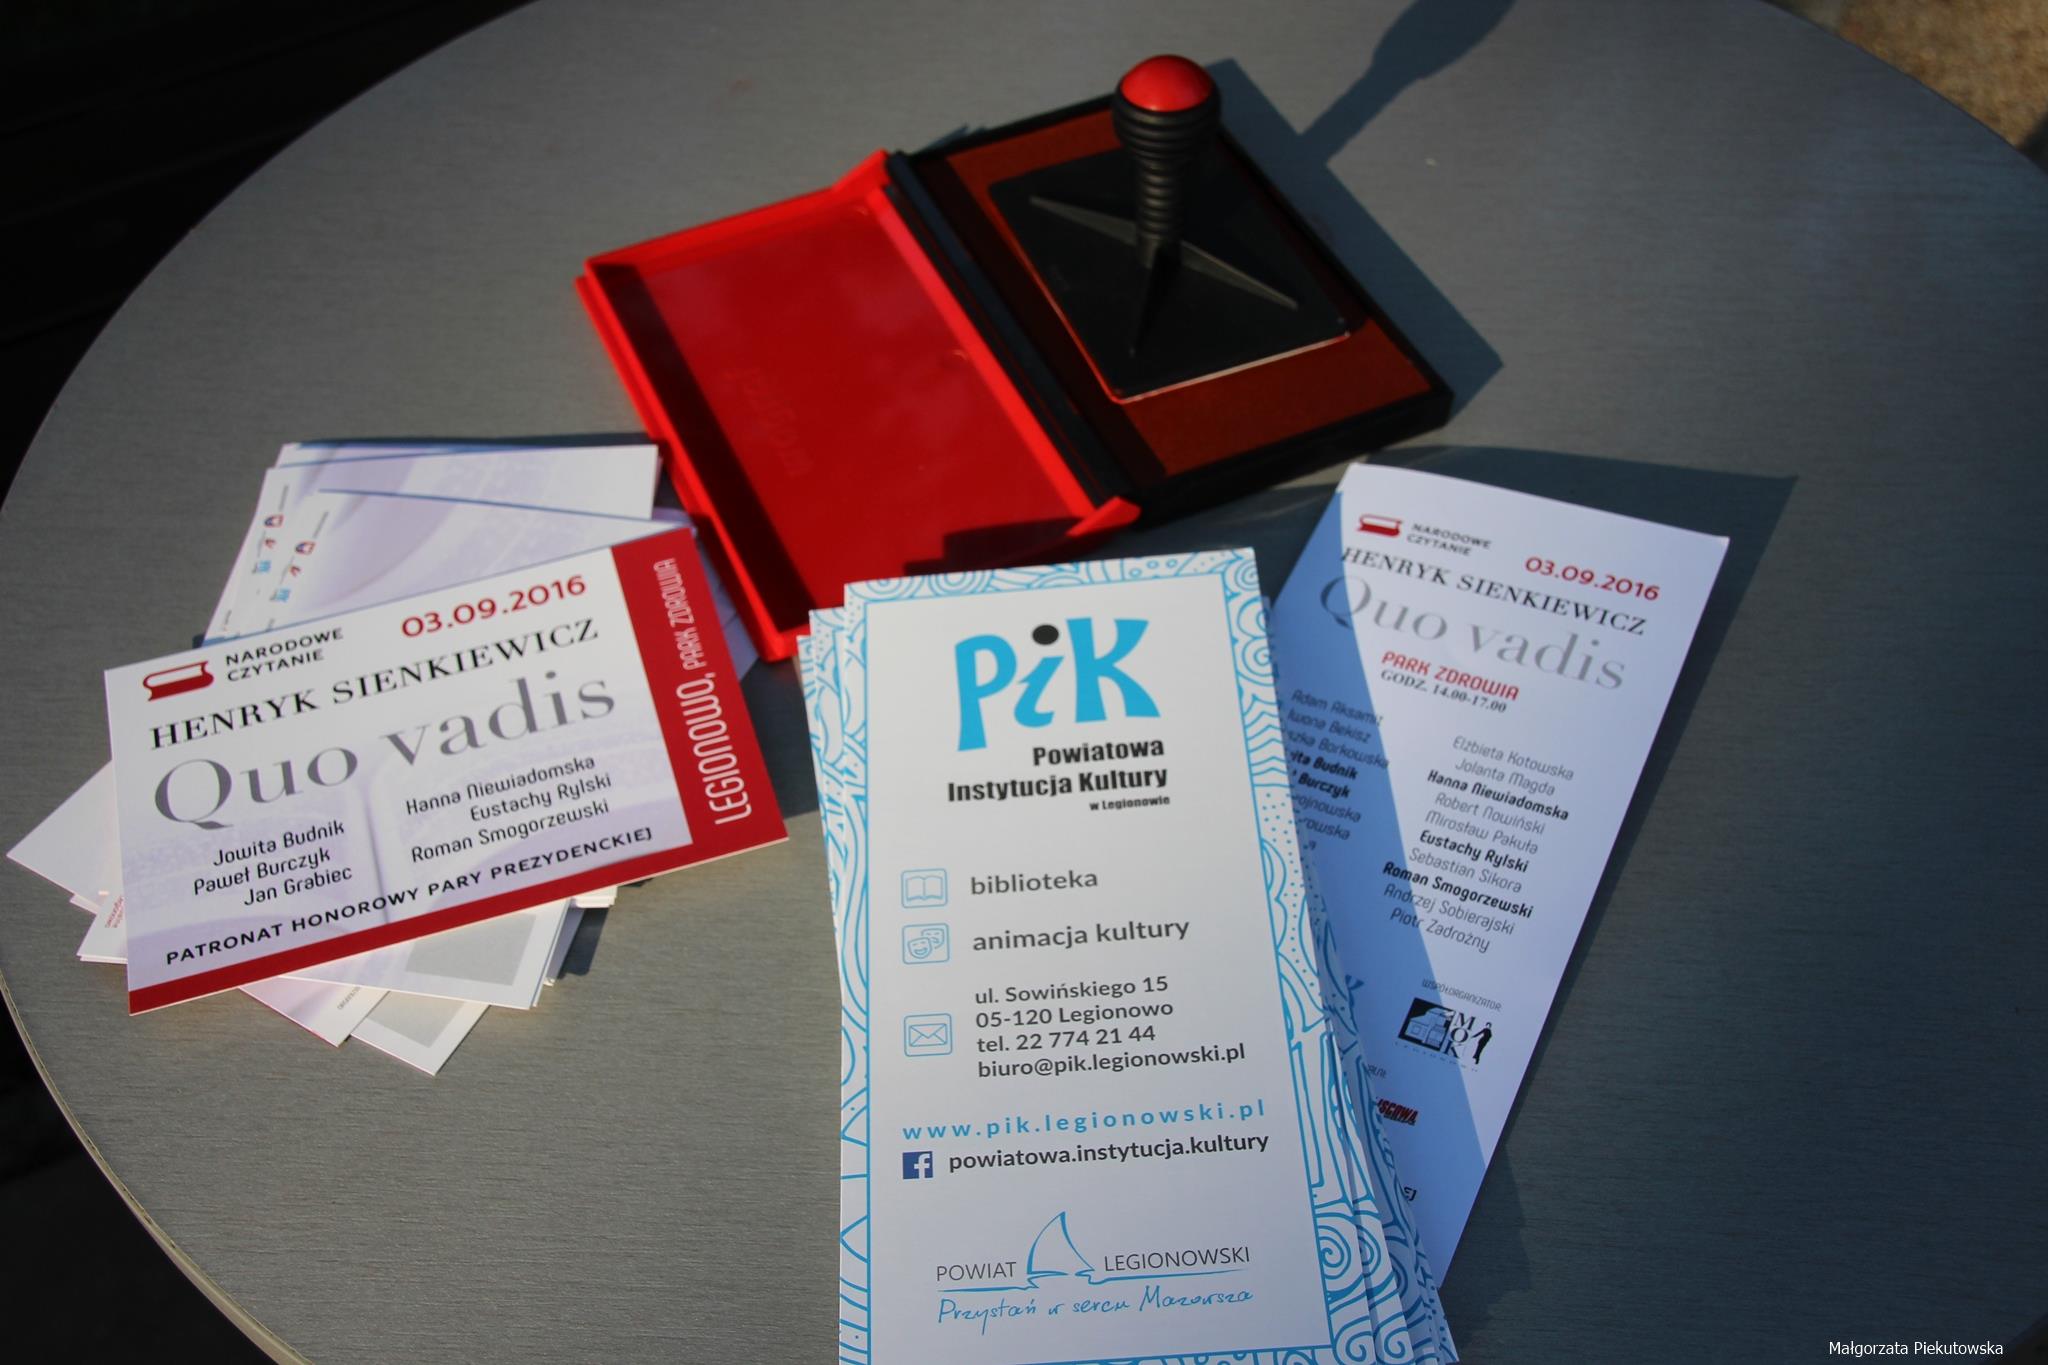 NARODOWE
CZYTANIE
03.09.2016
HENRYK SIENKIEWICZ
Quo vadis
Jowita Budnik
Paweł Burczyk
Jan Grabiec
Hanna Niewiadomska
Eustachy Rylski
Roman Smogorzewski
PATRONAT HONOROWY PARY PREZYDENCKIEJ
LEGIONOWO, PARK ZDROWIA
PiK
Powiatowa
Instytucja Kultury
w Legionowie
biblioteka
animacja kultury
ul. Sowińskiego 15
05-120 Legionowo
tel. 22 774 21 44
biuro@pik.legionowski.pl
www.pik.legionowski.pl
powiatowa.instytucja.kultury
POWIAT LEGIONOWSKI
Przystań w sercu Mazowsza
NARODOWE
CZYTANIE
03.09.2016
HENRYK SIENKIEWICZ
Quo vadis
PARK ZDROWIA
GODZ. 14.00-17.00
Adam Aksamit
Iwona Bekisz
Borkowska
Budnik
Burczyk
Elżbieta Kotowska
Jolanta Magda
Hanna Niewiadomska
Robert Nowiński
Mirosław Pakuła
Eustachy Rylski
Sebastian Sikora
Roman Smogorzewski
Andrzej Sobierajski
Piotr Zadrożny
WSPÓŁORGANIZATOR
MOK
LEGIONOWO
Małgorzata Piekutowska